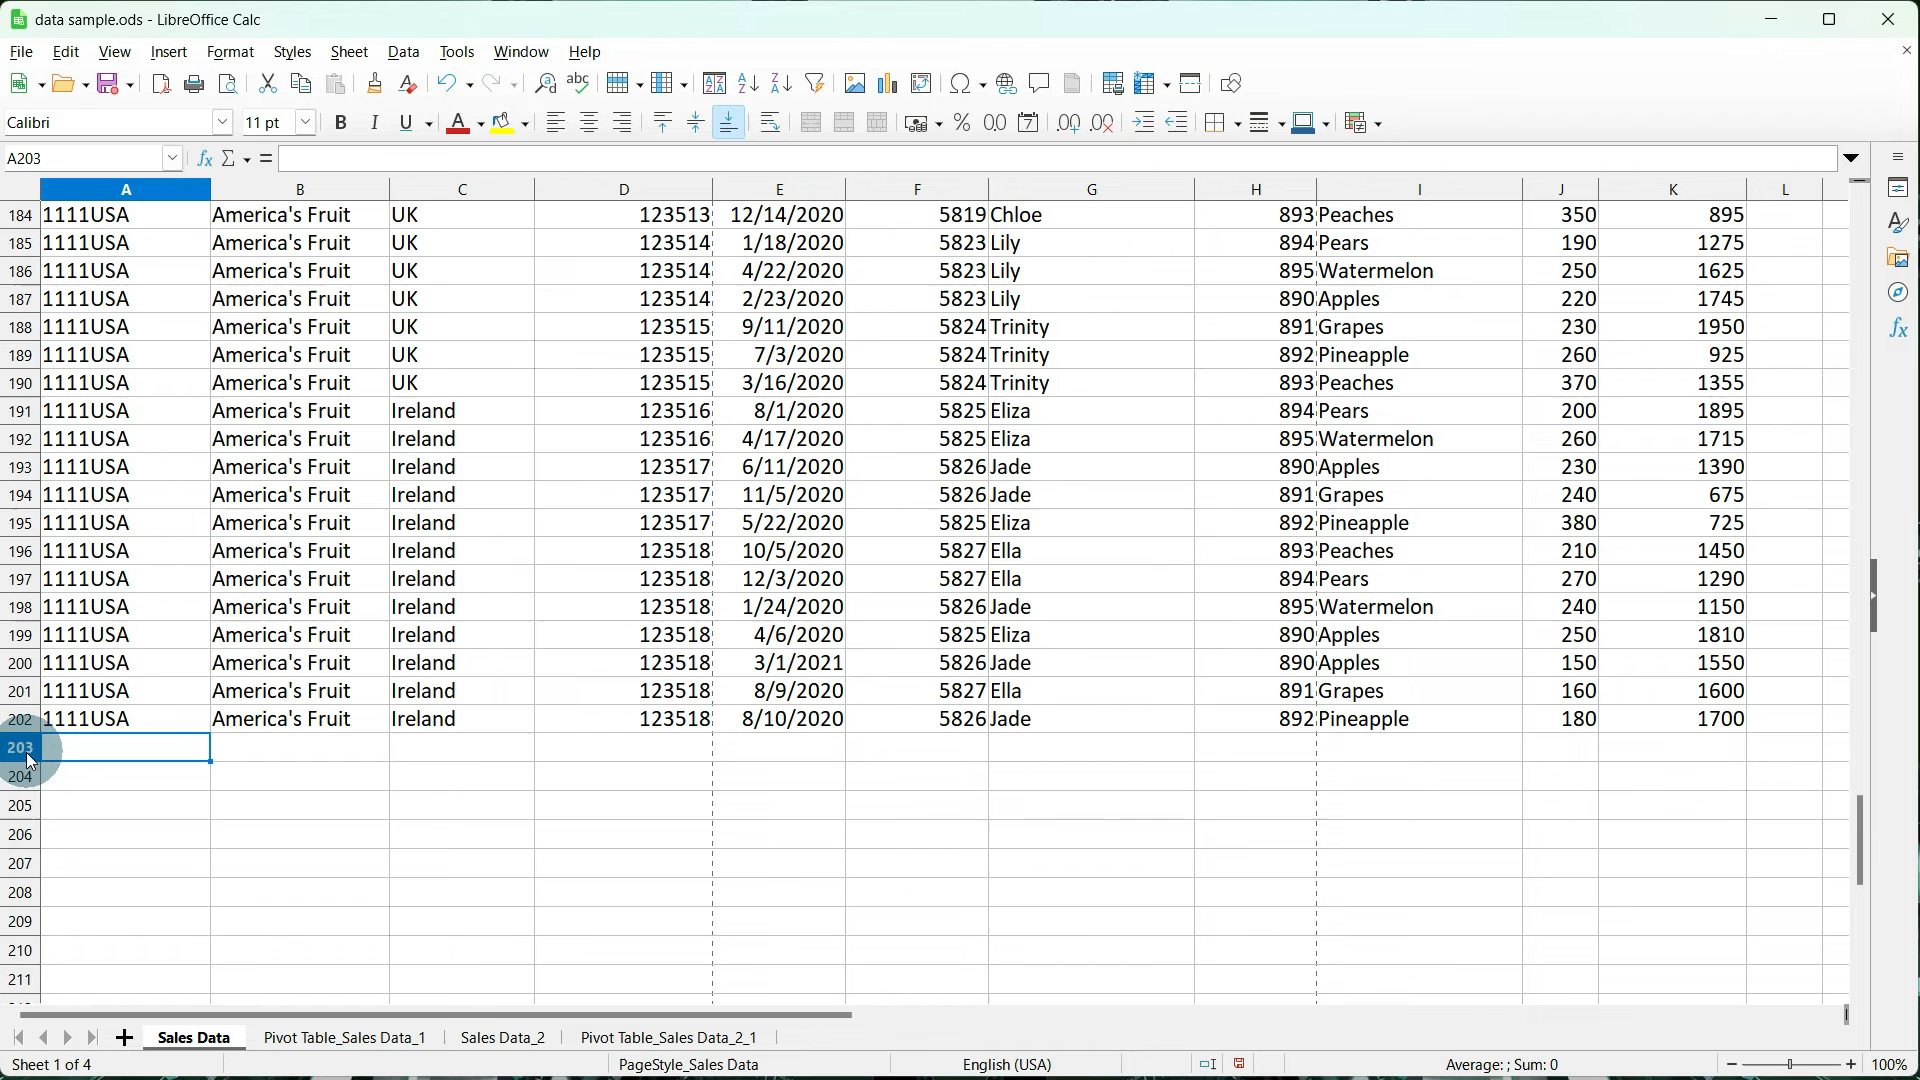 data sample.ods - LibreOffice Calc
File Edit View Insert Format Styles Sheet Data Tools Window Help
Calibri 11 pt
A203
A B C D E F G H I J K L
184 1111USA America's Fruit UK 123513 12/14/2020 5819 Chloe 893 Peaches 350 895
185 1111USA America's Fruit UK 123514 1/18/2020 5823 Lily 894 Pears 190 1275
186 1111USA America's Fruit UK 123514 4/22/2020 5823 Lily 895 Watermelon 250 1625
187 1111USA America's Fruit UK 123514 2/23/2020 5823 Lily 890 Apples 220 1745
188 1111USA America's Fruit UK 123515 9/11/2020 5824 Trinity 891 Grapes 230 1950
189 1111USA America's Fruit UK 123515 7/3/2020 5824 Trinity 892 Pineapple 260 925
190 1111USA America's Fruit UK 123515 3/16/2020 5824 Trinity 893 Peaches 370 1355
191 1111USA America's Fruit Ireland 123516 8/1/2020 5825 Eliza 894 Pears 200 1895
192 1111USA America's Fruit Ireland 123516 4/17/2020 5825 Eliza 895 Watermelon 260 1715
193 1111USA America's Fruit Ireland 123517 6/11/2020 5826 Jade 890 Apples 230 1390
194 1111USA America's Fruit Ireland 123517 11/5/2020 5826 Jade 891 Grapes 240 675
195 1111USA America's Fruit Ireland 123517 5/22/2020 5825 Eliza 892 Pineapple 380 725
196 1111USA America's Fruit Ireland 123518 10/5/2020 5827 Ella 893 Peaches 210 1450
197 1111USA America's Fruit Ireland 123518 12/3/2020 5827 Ella 894 Pears 270 1290
198 1111USA America's Fruit Ireland 123518 1/24/2020 5826 Jade 895 Watermelon 240 1150
199 1111USA America's Fruit Ireland 123518 4/6/2020 5825 Eliza 890 Apples 250 1810
200 1111USA America's Fruit Ireland 123518 3/1/2021 5826 Jade 890 Apples 150 1550
201 1111USA America's Fruit Ireland 123518 8/9/2020 5827 Ella 891 Grapes 160 1600
202 1111USA America's Fruit Ireland 123518 8/10/2020 5826 Jade 892 Pineapple 180 1700
203
204
205
206
207
208
209
210
211
Sales Data Pivot Table_Sales Data_1 Sales Data_2 Pivot Table_Sales Data_2_1
Sheet 1 of 4 PageStyle_Sales Data English (USA) Average: ; Sum: 0 100%